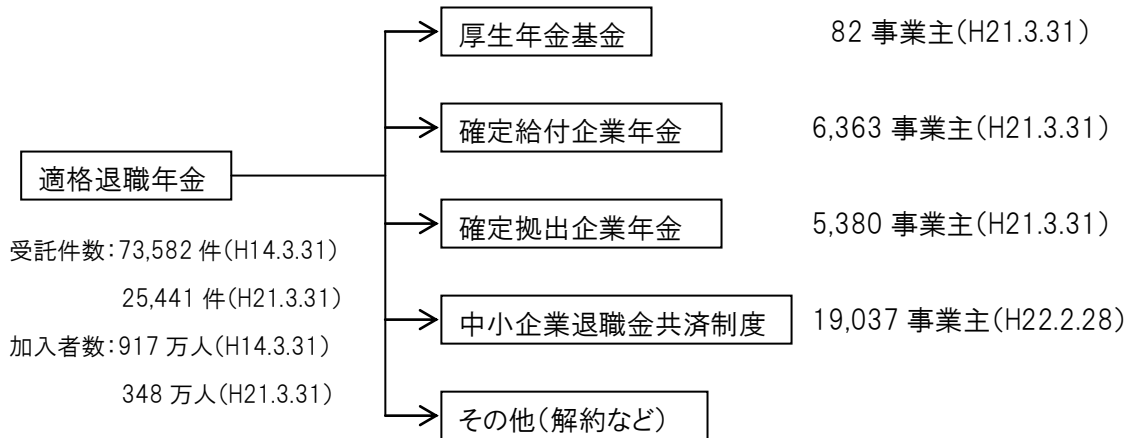 厚生年金基金 82 事業主(H21.3.31)
確定給付企業年金 6,363 事業主(H21.3.31)
適格退職年金
確定拠出企業年金 5,380 事業主(H21.3.31)
受託件数:73,582 件(H14.3.31)
25,441 件(H21.3.31)
中小企業退職金共済制度 19,037 事業主(H22.2.28)
加入者数:917 万人(H14.3.31)
348 万人(H21.3.31)
その他(解約など)